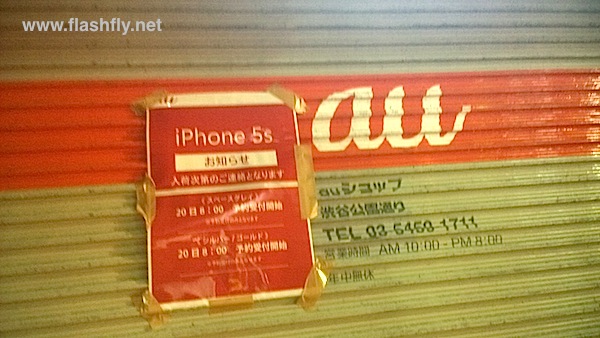 www.flashfly.net
au
iPhone 5s
お知らせ
入荷次第のご連絡となります
〈スペースグレイ〉
20日8:00 予約受付開始
〈シルバー/ゴールド〉
20日8:00 予約受付開始
auショップ
渋谷公園通り
TEL 03-6459-1711
営業時間 AM 10:00 - PM 8:00
年中無休